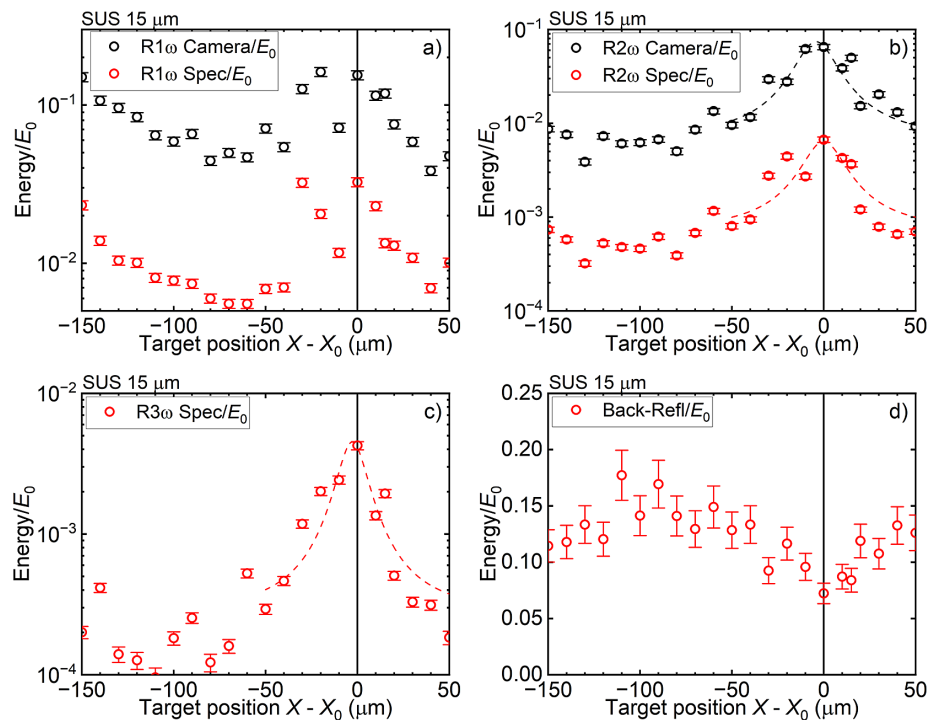 SUS 15 μm
R1ω Camera/E₀
R1ω Spec/E₀
a)
10⁻¹
10⁻²
Energy/E₀
−150 −100 −50 0 50
Target position X - X₀ (μm)
SUS 15 μm
R2ω Camera/E₀
R2ω Spec/E₀
b)
10⁻¹
10⁻²
10⁻³
10⁻⁴
Energy/E₀
−150 −100 −50 0 50
Target position X - X₀ (μm)
SUS 15 μm
R3ω Spec/E₀
c)
10⁻²
10⁻³
10⁻⁴
Energy/E₀
−150 −100 −50 0 50
Target position X - X₀ (μm)
SUS 15 μm
Back-Refl/E₀
d)
0.25
0.20
0.15
0.10
0.05
0.00
Energy/E₀
−150 −100 −50 0 50
Target position X - X₀ (μm)